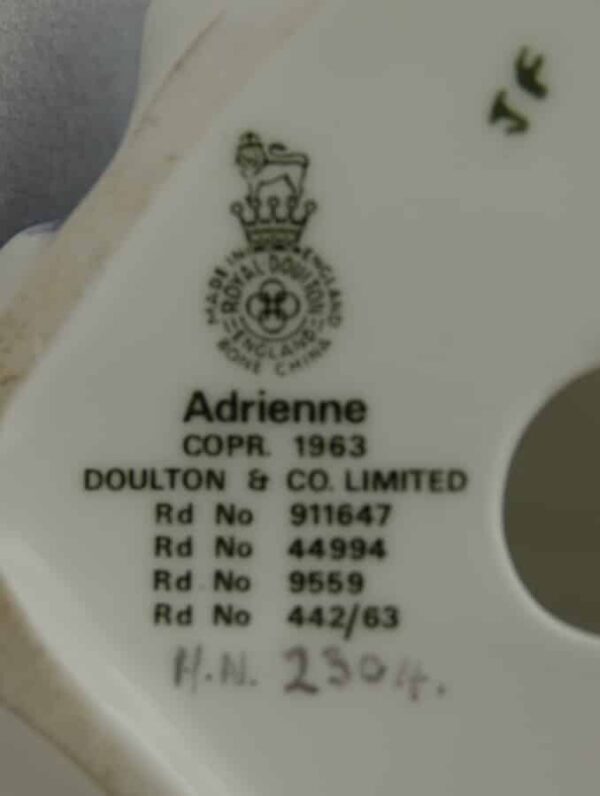 JF
MADE IN ENGLAND
ROYAL DOULTON
ENGLAND
BONE CHINA
Adrienne
COPR. 1963
DOULTON & CO. LIMITED
Rd No 911647
Rd No 44994
Rd No 9559
Rd No 442/63
H.N. 2304.